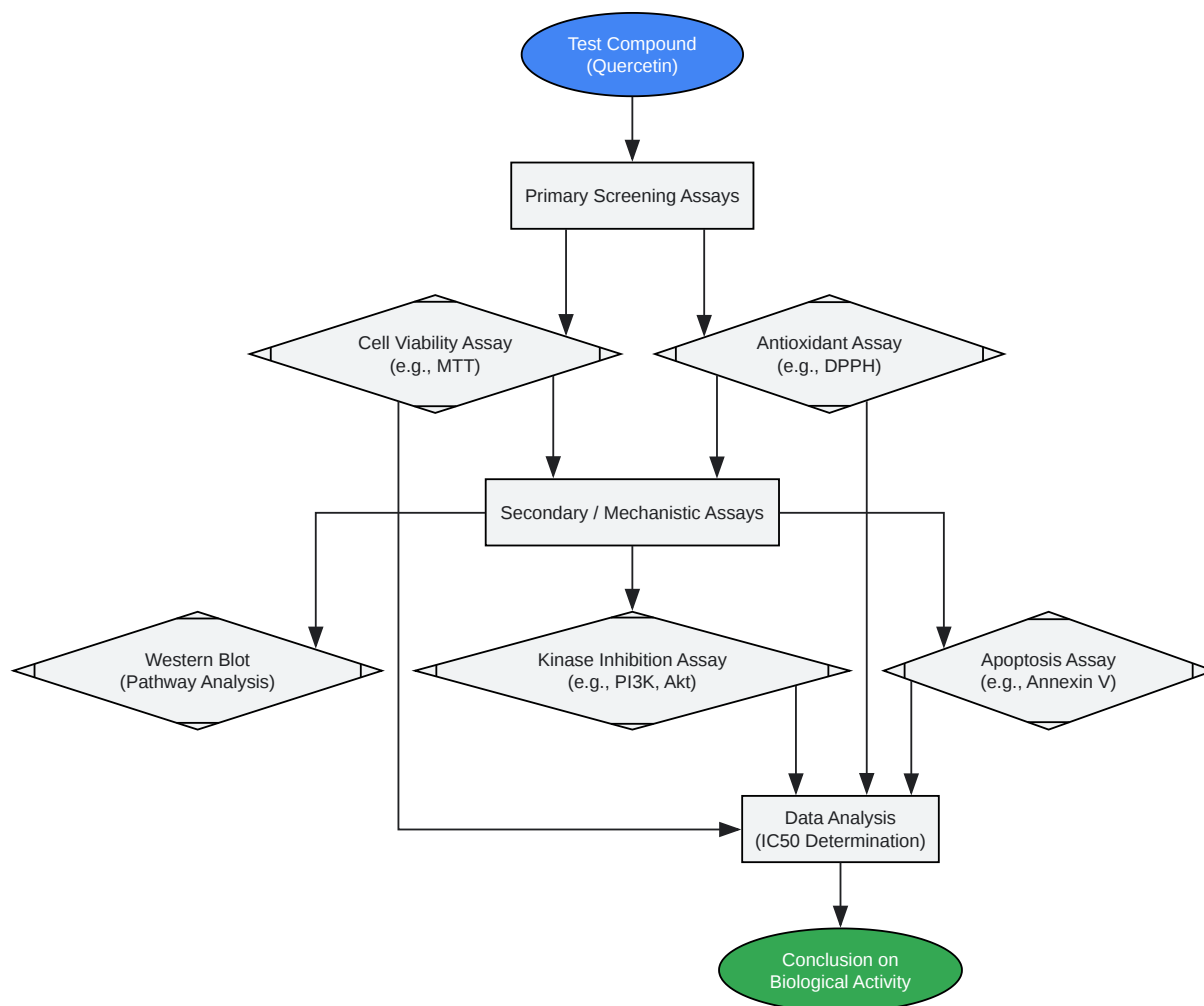 Test Compound
(Quercetin)
Primary Screening Assays
Cell Viability Assay
(e.g., MTT)
Antioxidant Assay
(e.g., DPPH)
Secondary / Mechanistic Assays
Western Blot
(Pathway Analysis)
Kinase Inhibition Assay
(e.g., PI3K, Akt)
Apoptosis Assay
(e.g., Annexin V)
Data Analysis
(IC50 Determination)
Conclusion on
Biological Activity